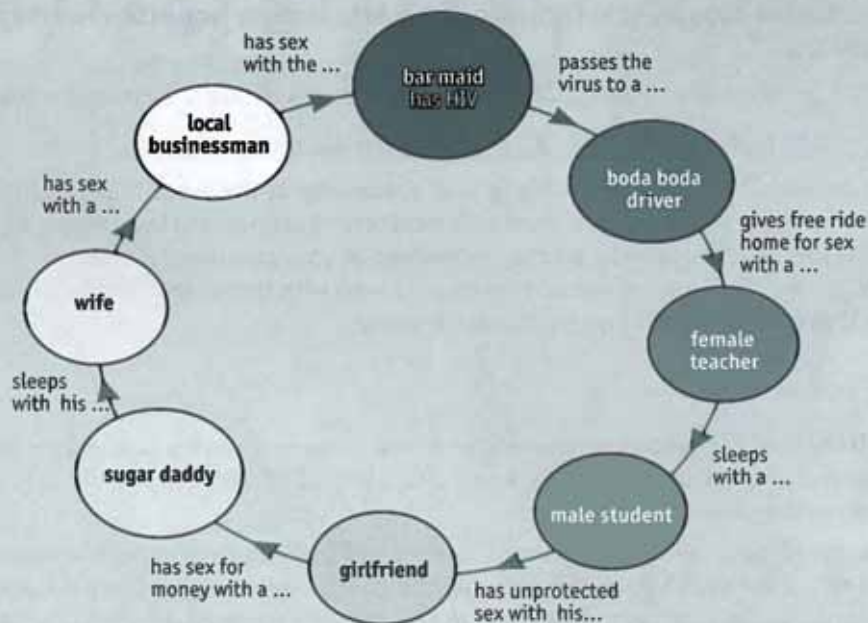 bar maid
has HIV
passes the
virus to a ...
boda boda
driver
gives free ride
home for sex
with a ...
female
teacher
sleeps
with a ...
male student
has unprotected
sex with his...
girlfriend
has sex for
money with a ...
sugar daddy
sleeps
with his ...
wife
has sex
with a ...
local
businessman
has sex
with the ...